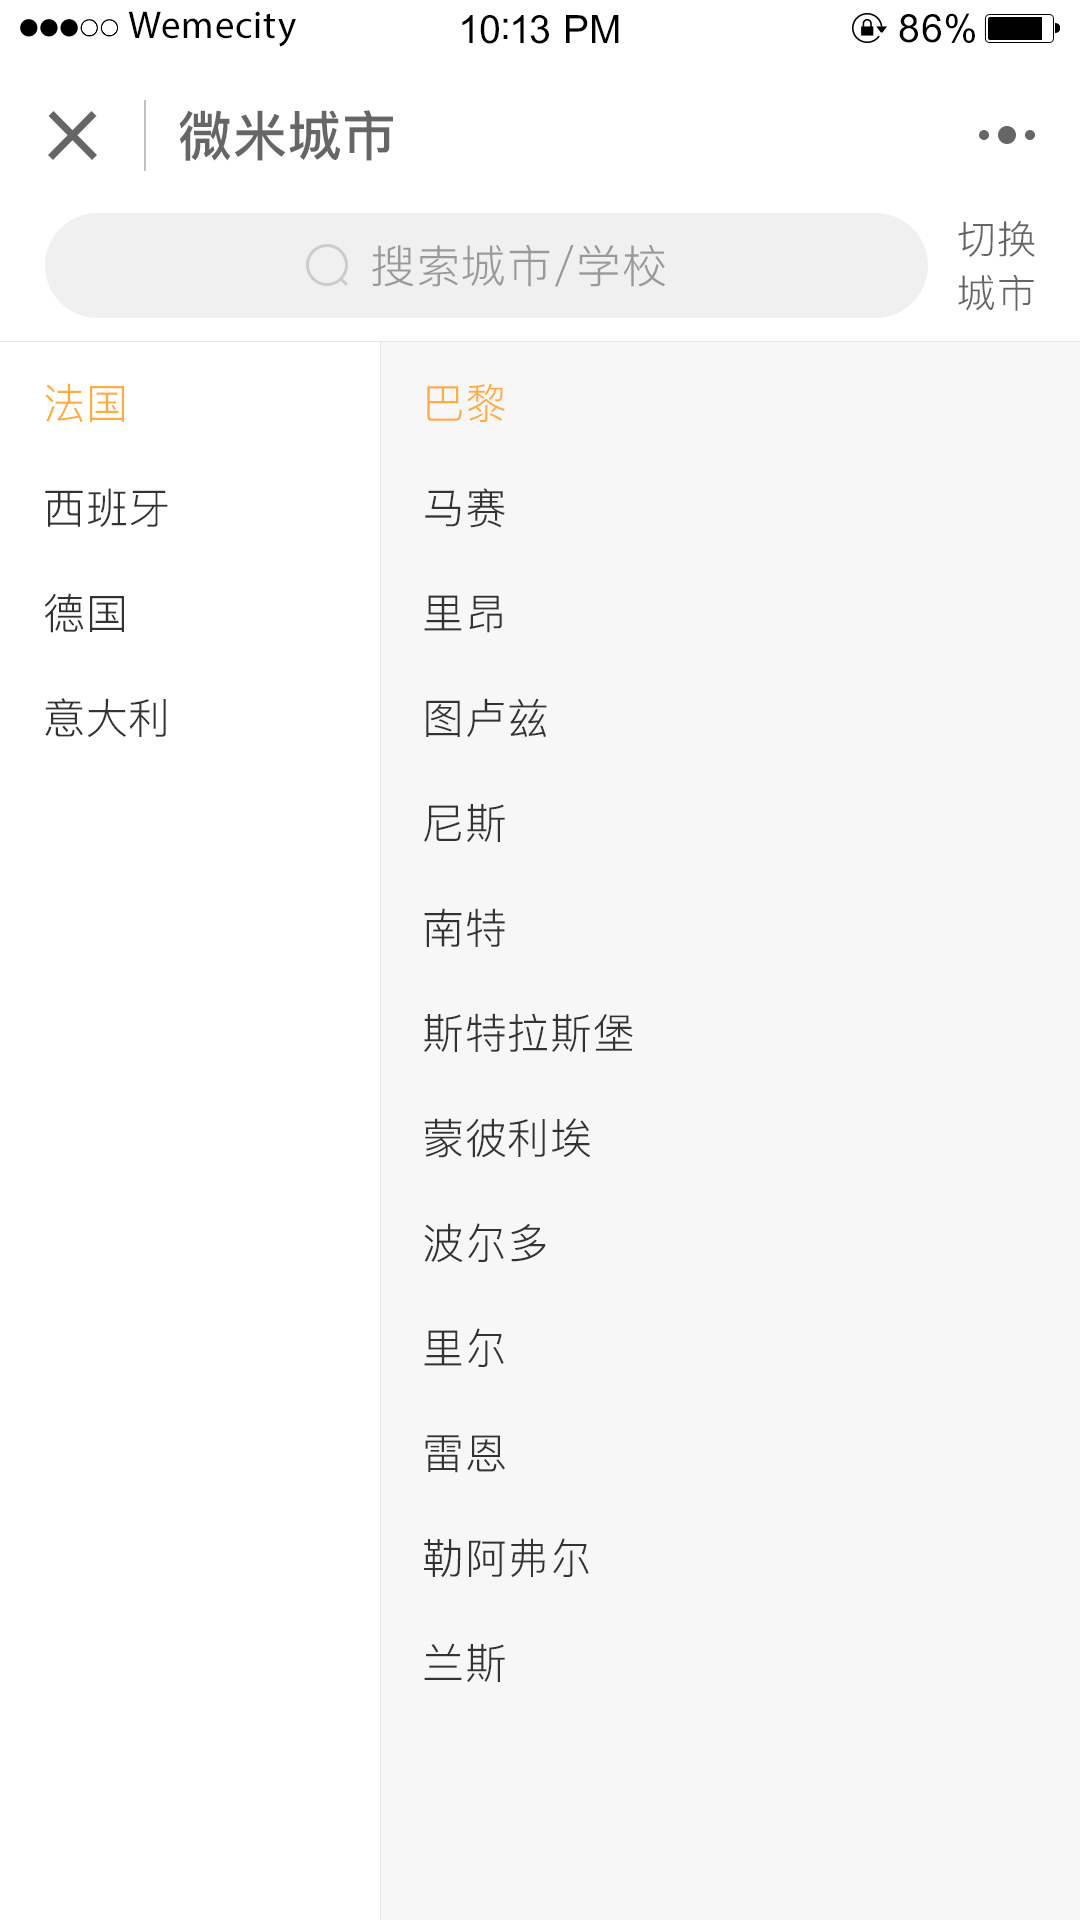 Wemecity 10:13 PM 86%
微米城市
搜索城市/学校
切换
城市
法国
西班牙
德国
意大利
巴黎
马赛
里昂
图卢兹
尼斯
南特
斯特拉斯堡
蒙彼利埃
波尔多
里尔
雷恩
勒阿弗尔
兰斯